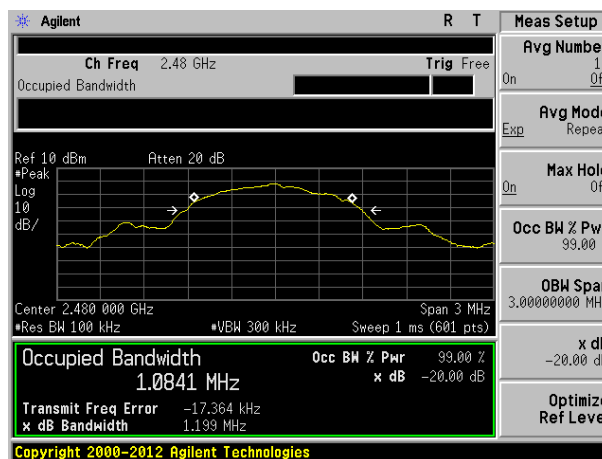 Agilent R T
Ch Freq 2.48 GHz Trig Free
Occupied Bandwidth
Ref 10 dBm Atten 20 dB
#Peak
Log
10
dB/
Center 2.480 000 GHz Span 3 MHz
#Res BW 100 kHz #VBW 300 kHz Sweep 1 ms (601 pts)
Occupied Bandwidth Occ BW % Pwr 99.00 %
1.0841 MHz x dB -20.00 dB
Transmit Freq Error -17.364 kHz
x dB Bandwidth 1.199 MHz
Copyright 2000-2012 Agilent Technologies
Meas Setup
Avg Numbe
1
On Of
Avg Mod
Exp Repea
Max Hol
On Of
Occ BW % Pw
99.00
OBW Spa
3.00000000 MH
x d
-20.00 d
Optimiz
Ref Leve